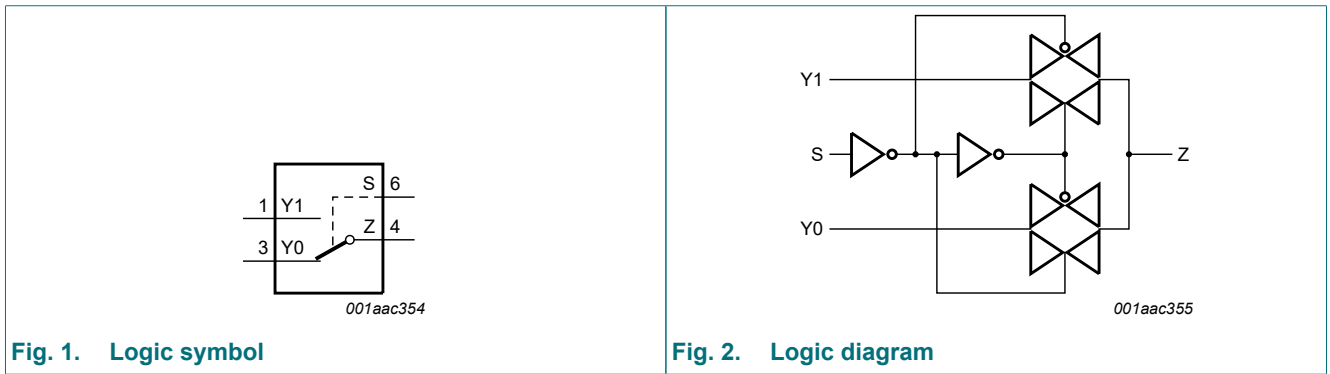 S 6
1 Y1
Z 4
3 Y0
001aac354
Fig. 1. Logic symbol
Y1
S
Z
Y0
001aac355
Fig. 2. Logic diagram